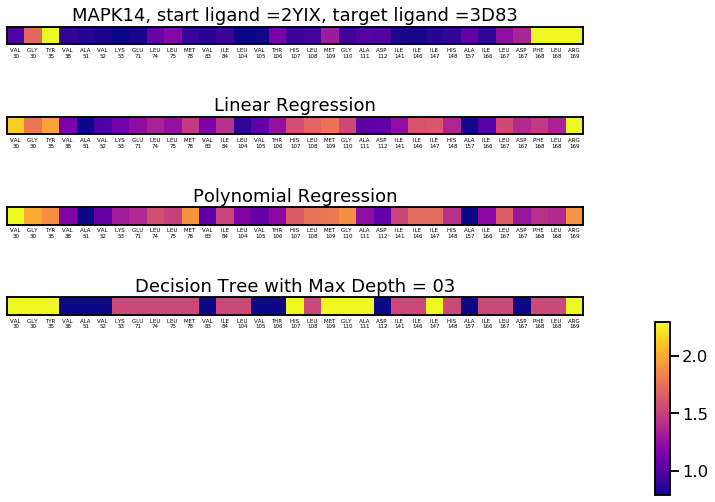 MAPK14, start ligand =2YIX, target ligand =3D83
VAL GLY TYR VAL ALA VAL LYS GLU LEU LEU MET VAL ILE LEU VAL THR HIS LEU MET GLY ALA ASP ILE ILE ILE HIS ALA ILE LEU ASP PHE LEU ARG
30 30 35 38 51 52 53 71 74 75 78 83 84 104 105 106 107 108 109 110 111 112 141 146 147 148 157 166 167 167 168 168 169
Linear Regression
VAL GLY TYR VAL ALA VAL LYS GLU LEU LEU MET VAL ILE LEU VAL THR HIS LEU MET GLY ALA ASP ILE ILE ILE HIS ALA ILE LEU ASP PHE LEU ARG
30 30 35 38 51 52 53 71 74 75 78 83 84 104 105 106 107 108 109 110 111 112 141 146 147 148 157 166 167 167 168 168 169
Polynomial Regression
VAL GLY TYR VAL ALA VAL LYS GLU LEU LEU MET VAL ILE LEU VAL THR HIS LEU MET GLY ALA ASP ILE ILE ILE HIS ALA ILE LEU ASP PHE LEU ARG
30 30 35 38 51 52 53 71 74 75 78 83 84 104 105 106 107 108 109 110 111 112 141 146 147 148 157 166 167 167 168 168 169
Decision Tree with Max Depth = 03
VAL GLY TYR VAL ALA VAL LYS GLU LEU LEU MET VAL ILE LEU VAL THR HIS LEU MET GLY ALA ASP ILE ILE ILE HIS ALA ILE LEU ASP PHE LEU ARG
30 30 35 38 51 52 53 71 74 75 78 83 84 104 105 106 107 108 109 110 111 112 141 146 147 148 157 166 167 167 168 168 169
2.0
1.5
1.0